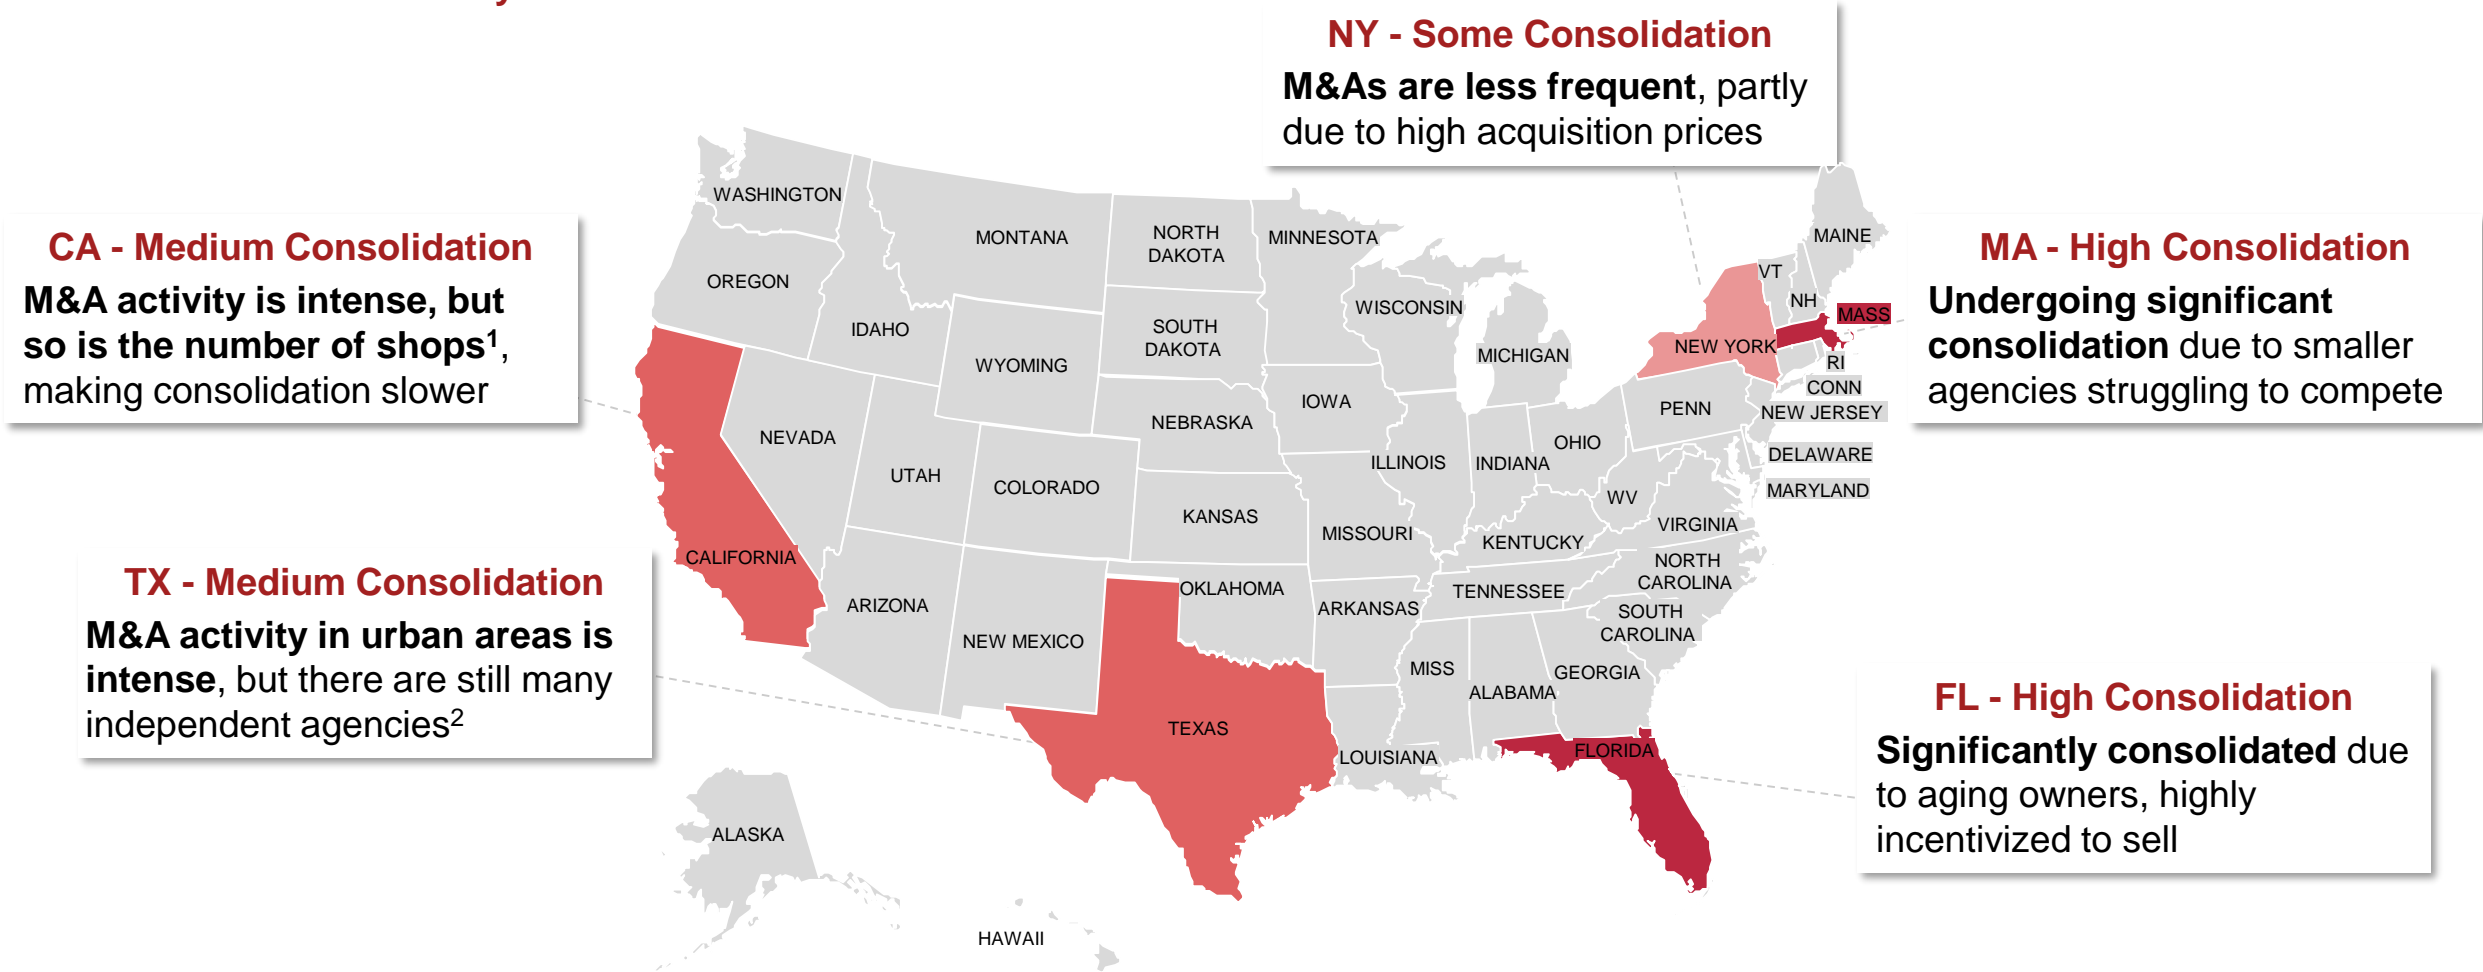 NY - Some Consolidation
M&As are less frequent, partly
due to high acquisition prices
CA - Medium Consolidation
M&A activity is intense, but
so is the number of shops¹,
making consolidation slower
TX - Medium Consolidation
M&A activity in urban areas is
intense, but there are still many
independent agencies²
MA - High Consolidation
Undergoing significant
consolidation due to smaller
agencies struggling to compete
FL - High Consolidation
Significantly consolidated due
to aging owners, highly
incentivized to sell
WASHINGTON
OREGON
IDAHO
MONTANA
NORTH
DAKOTA
MINNESOTA
WISCONSIN
MICHIGAN
SOUTH
DAKOTA
WYOMING
NEBRASKA
IOWA
NEVADA
UTAH
COLORADO
KANSAS
MISSOURI
ILLINOIS
INDIANA
OHIO
PENN
NEW YORK
VT
NH
MAINE
MASS
RI
CONN
NEW JERSEY
DELAWARE
MARYLAND
WV
VIRGINIA
KENTUCKY
NORTH
CAROLINA
TENNESSEE
SOUTH
CAROLINA
CALIFORNIA
ARIZONA
NEW MEXICO
OKLAHOMA
ARKANSAS
TEXAS
LOUISIANA
MISS
ALABAMA
GEORGIA
FLORIDA
ALASKA
HAWAII